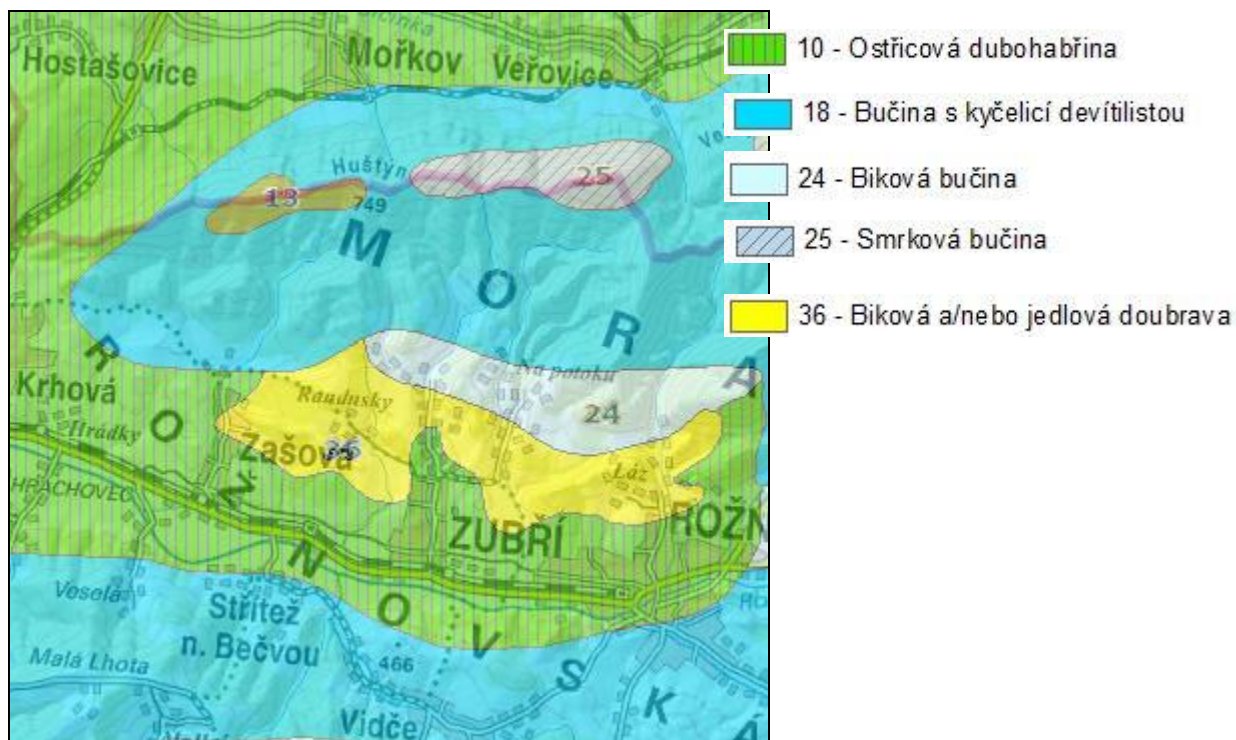 Hostašovice
Mořkov
Veřovice
Huštýn
25
13
749
M
O
R
A
R
O
Ž
N
O
V
S
K
Á
Krhová
Hrádky
Na potoku
Raudnsky
24
Zašová
36
Láz
HRACHOVEC
ZUBŘÍ
ROŽN
Veselá
Střítež
n. Bečvou
Malá Lhota
466
Vidče
10 - Ostřicová dubohabřina
18 - Bučina s kyčelicí devítilistou
24 - Biková bučina
25 - Smrková bučina
36 - Biková a/nebo jedlová doubrava